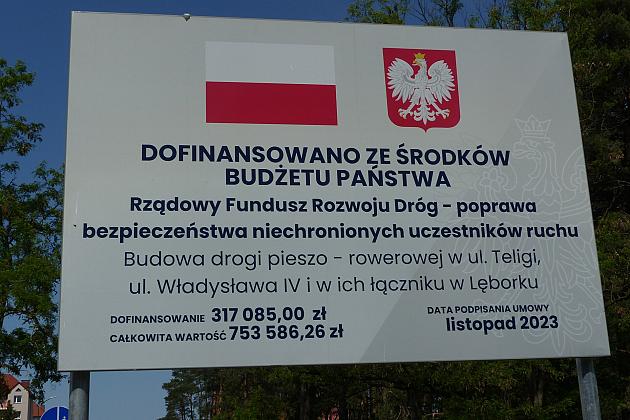 DOFINANSOWANO ZE ŚRODKÓW
BUDŻETU PAŃSTWA
Rządowy Fundusz Rozwoju Dróg - poprawa
bezpieczeństwa niechronionych uczestników ruchu
Budowa drogi pieszo - rowerowej w ul. Teligi,
ul. Władysława IV i w ich łączniku w Lęborku
DOFINANSOWANIE 317 085,00 zł
CAŁKOWITA WARTOŚĆ 753 586,26 zł
DATA PODPISANIA UMOWY
listopad 2023